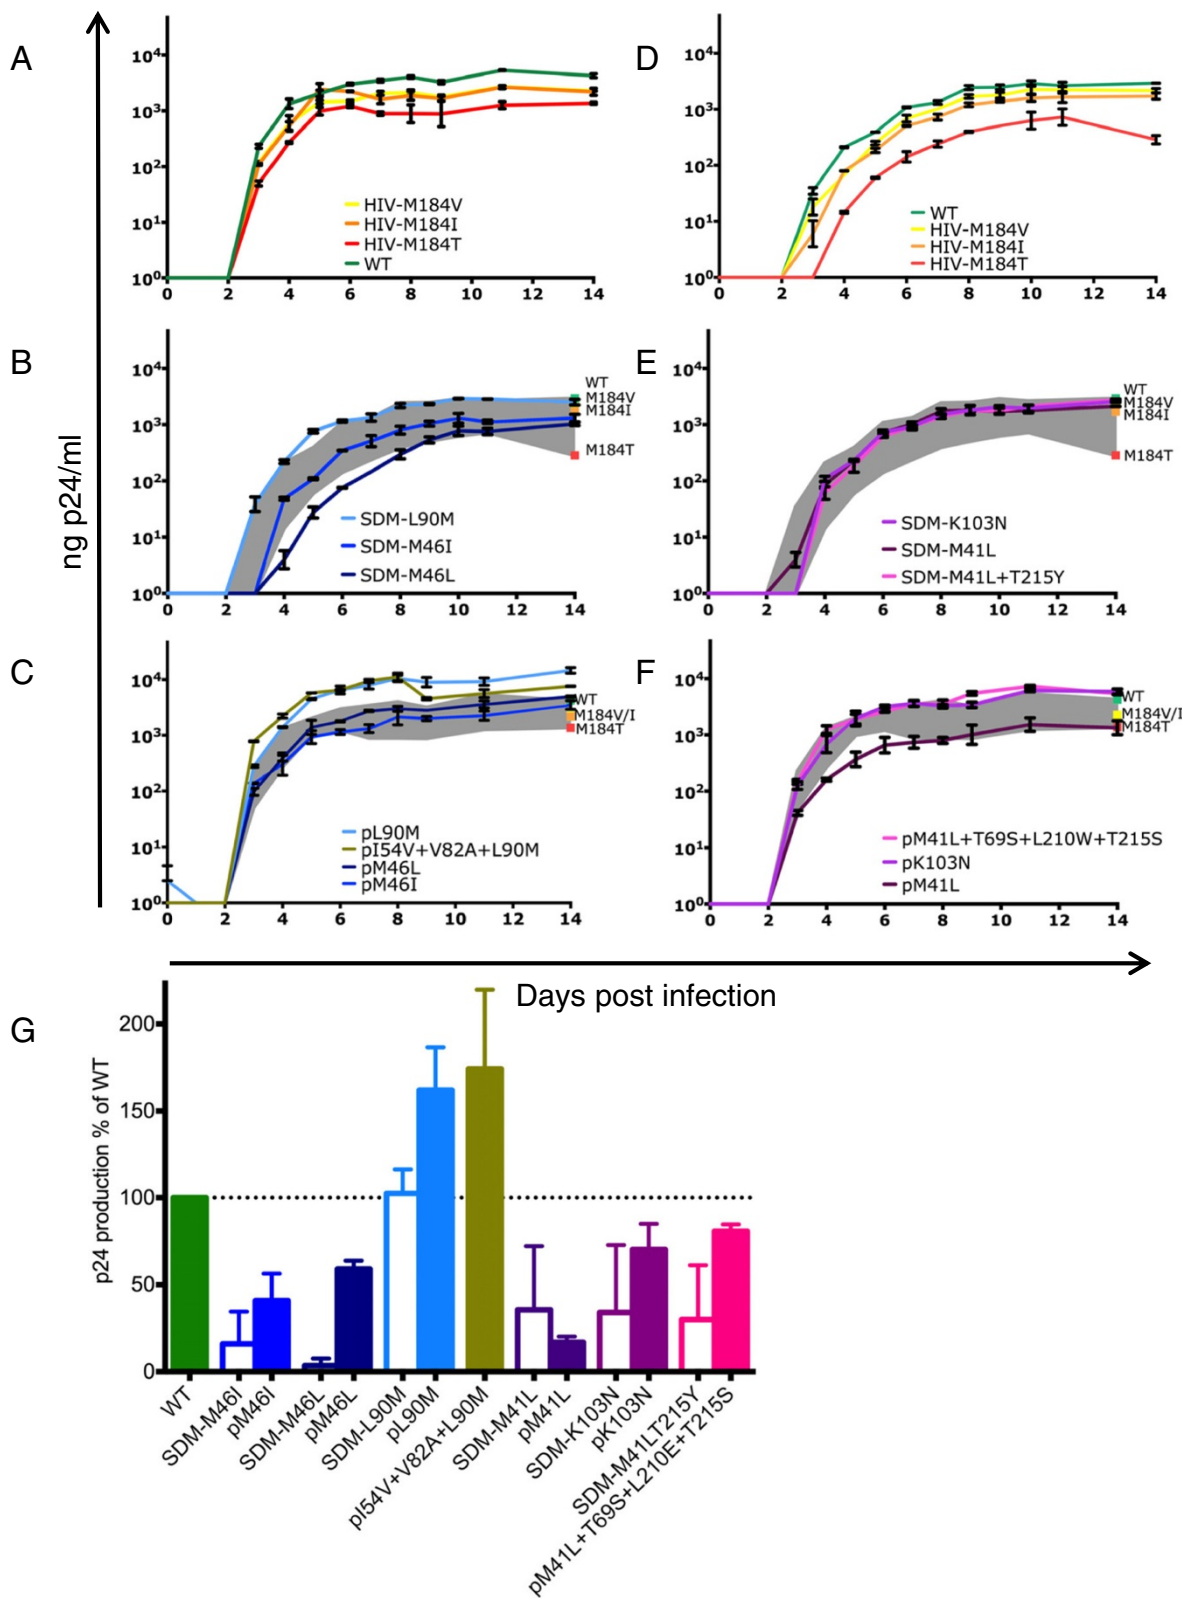 A
10⁴
10³
10²
10¹
10⁰
HIV-M184V
HIV-M184I
HIV-M184T
WT
0 2 4 6 8 10 12 14
D
10⁴
10³
10²
10¹
10⁰
WT
HIV-M184V
HIV-M184I
HIV-M184T
0 2 4 6 8 10 12 14
B
10⁴
10³
10²
10¹
10⁰
WT
M184V
M184I
M184T
SDM-L90M
SDM-M46I
SDM-M46L
0 2 4 6 8 10 12 14
E
10⁴
10³
10²
10¹
10⁰
WT
M184V
M184I
M184T
SDM-K103N
SDM-M41L
SDM-M41L+T215Y
0 2 4 6 8 10 12 14
ng p24/ml
C
10⁴
10³
10²
10¹
10⁰
WT
M184V/I
M184T
pL90M
pI54V+V82A+L90M
pM46L
pM46I
0 2 4 6 8 10 12 14
F
10⁴
10³
10²
10¹
10⁰
WT
M184V/I
M184T
pM41L+T69S+L210W+T215S
pK103N
pM41L
0 2 4 6 8 10 12 14
Days post infection
G
p24 production % of WT
200
150
100
50
0
WT
SDM-M46I
pM46I
SDM-M46L
pM46L
SDM-L90M
pL90M
pI54V+V82A+L90M
SDM-M41L
pM41L
SDM-K103N
pK103N
SDM-M41LT215Y
pM41L+T69S+L210E+T215S